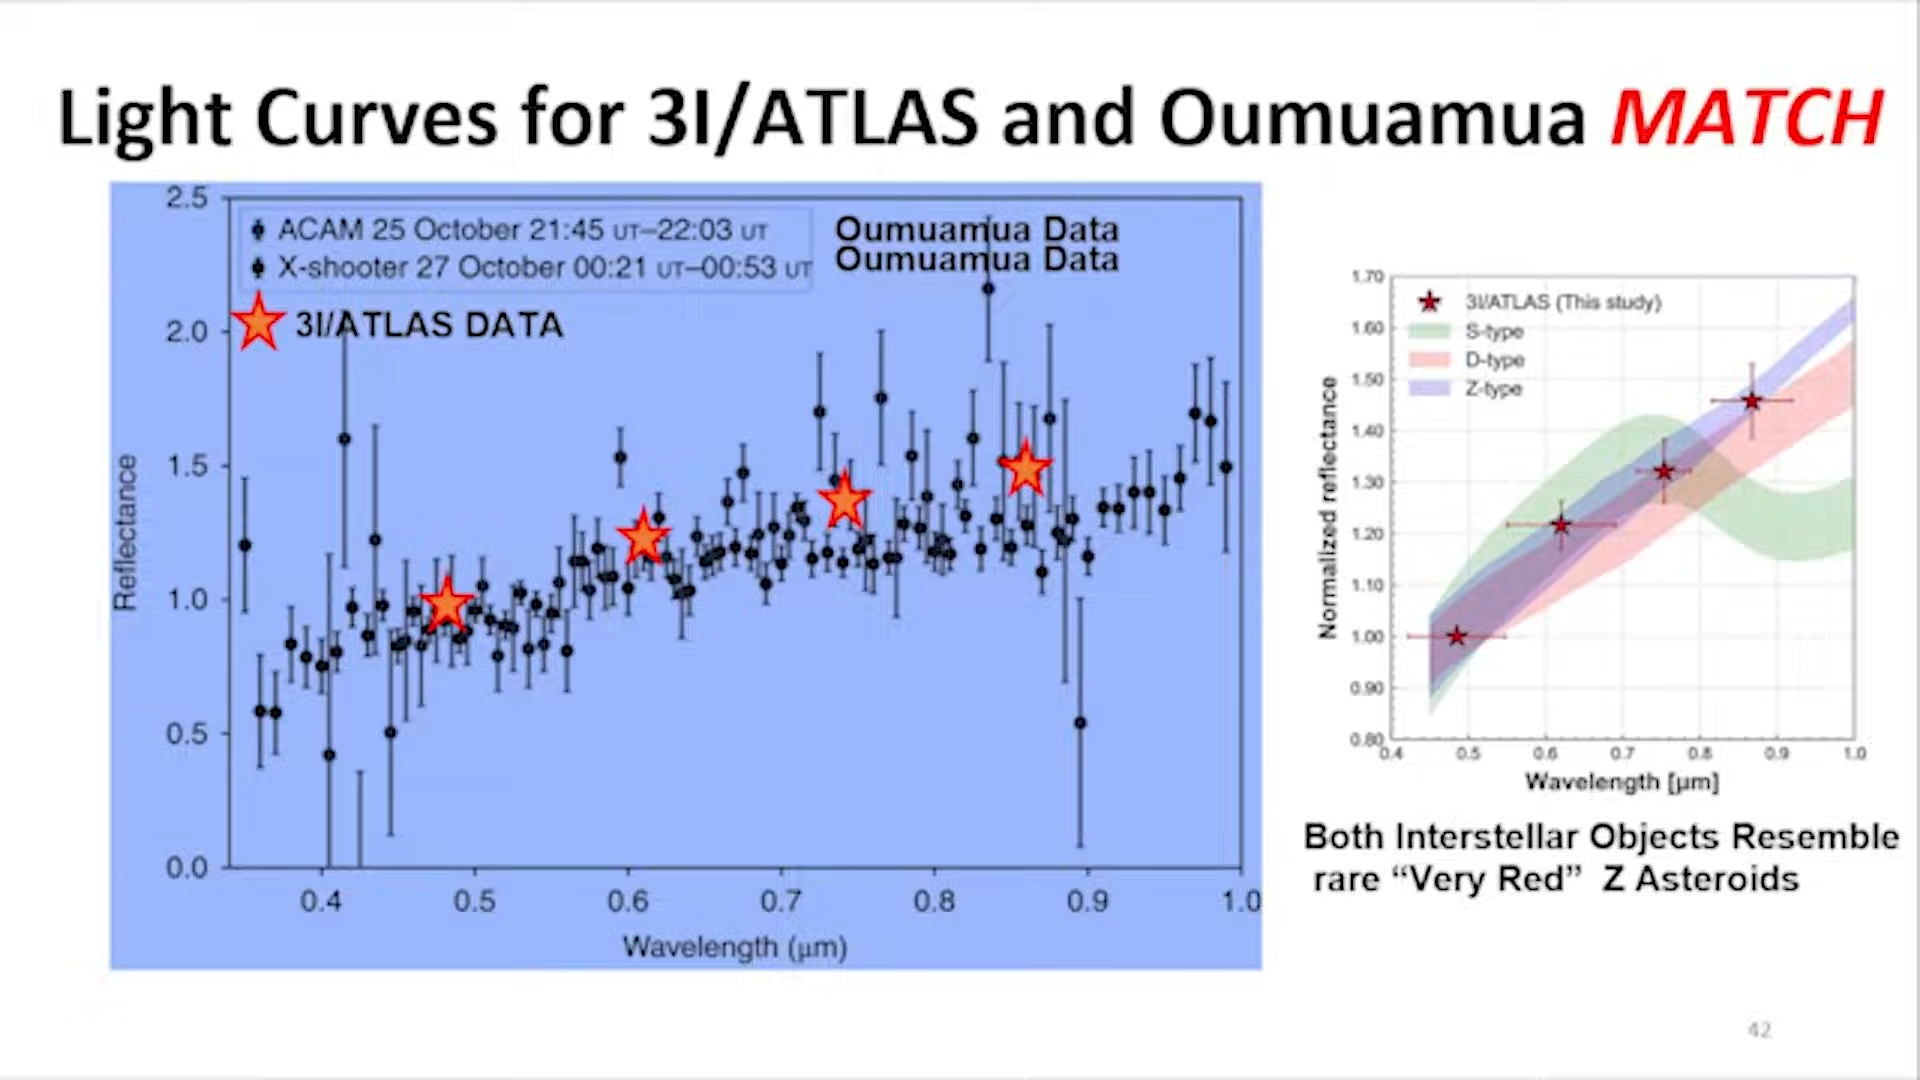 Light Curves for 3I/ATLAS and Oumuamua MATCH
2.5
2.0
1.5
1.0
0.5
0.0
Reflectance
ACAM 25 October 21:45 UT–22:03 UT
X-shooter 27 October 00:21 UT–00:53 UT
Oumuamua Data
Oumuamua Data
3I/ATLAS DATA
0.4 0.5 0.6 0.7 0.8 0.9 1.0
Wavelength (μm)
1.70
1.60
1.50
1.40
1.30
1.20
1.10
1.00
0.90
0.80
Normalized reflectance
3I/ATLAS (This study)
S-type
D-type
Z-type
0.4 0.5 0.6 0.7 0.8 0.9 1.0
Wavelength [μm]
Both Interstellar Objects Resemble
rare “Very Red” Z Asteroids
42